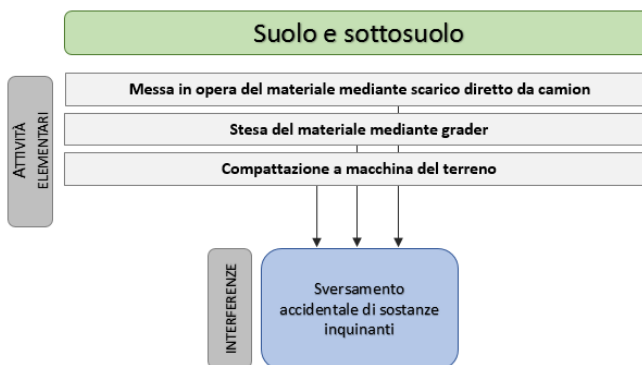 Suolo e sottosuolo
ATTIVITÀ
ELEMENTARI
Messa in opera del materiale mediante scarico diretto da camion
Stesa del materiale mediante grader
Compattazione a macchina del terreno
INTERFERENZE
Sversamento
accidentale di sostanze
inquinanti